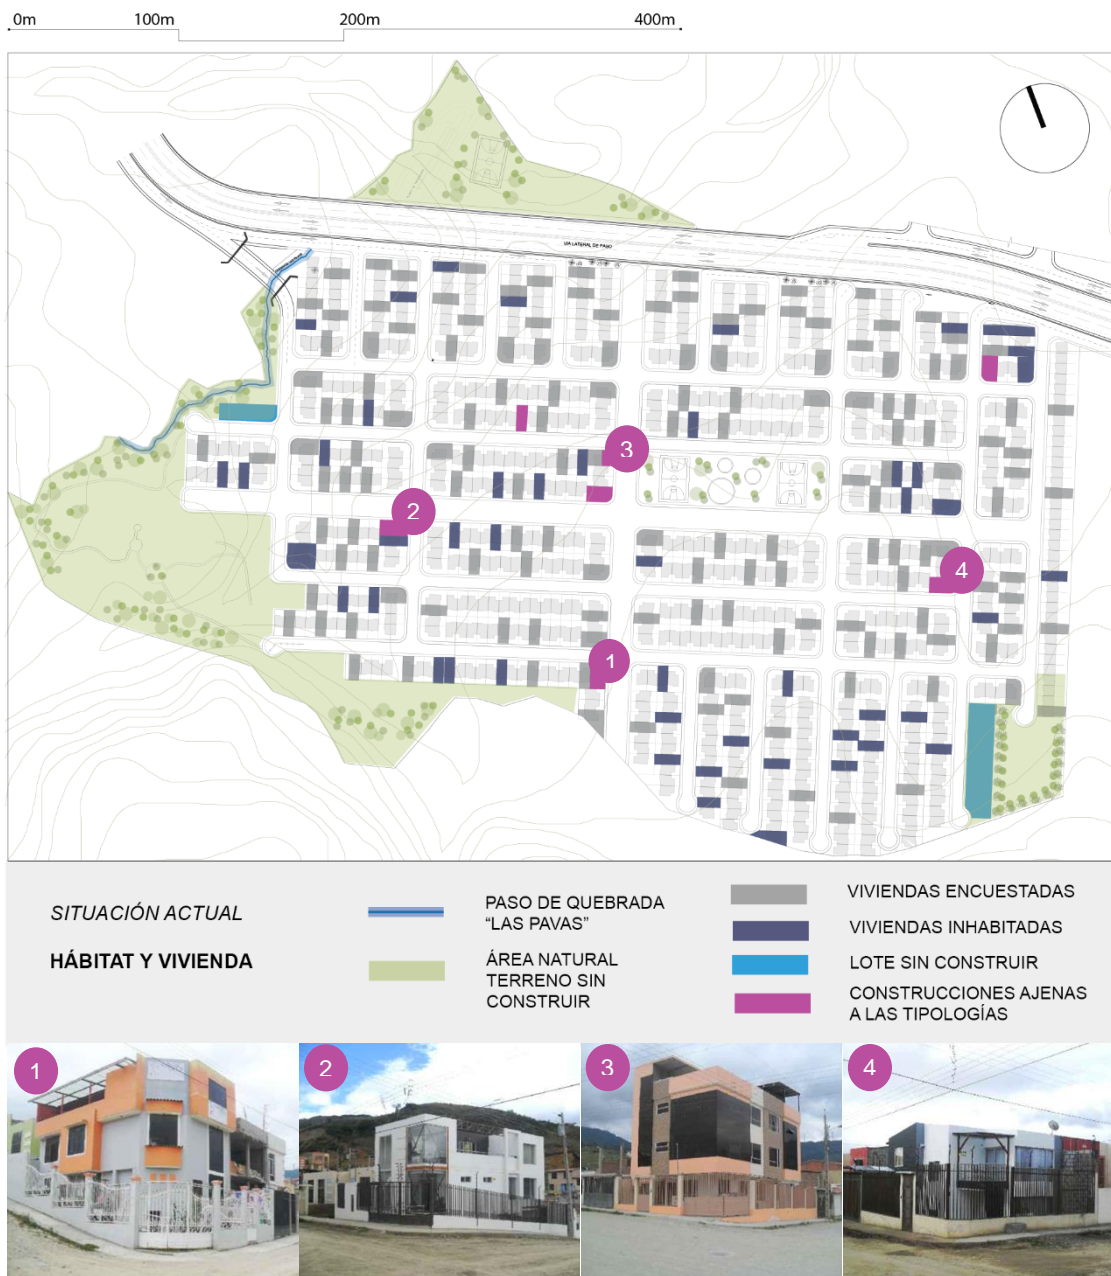 0m 100m 200m 400m
VIA LATERAL DE PASO
3
2
4
1
SITUACIÓN ACTUAL
HÁBITAT Y VIVIENDA
PASO DE QUEBRADA
“LAS PAVAS”
ÁREA NATURAL
TERRENO SIN
CONSTRUIR
VIVIENDAS ENCUESTADAS
VIVIENDAS INHABITADAS
LOTE SIN CONSTRUIR
CONSTRUCCIONES AJENAS
A LAS TIPOLOGÍAS
1 2 3 4